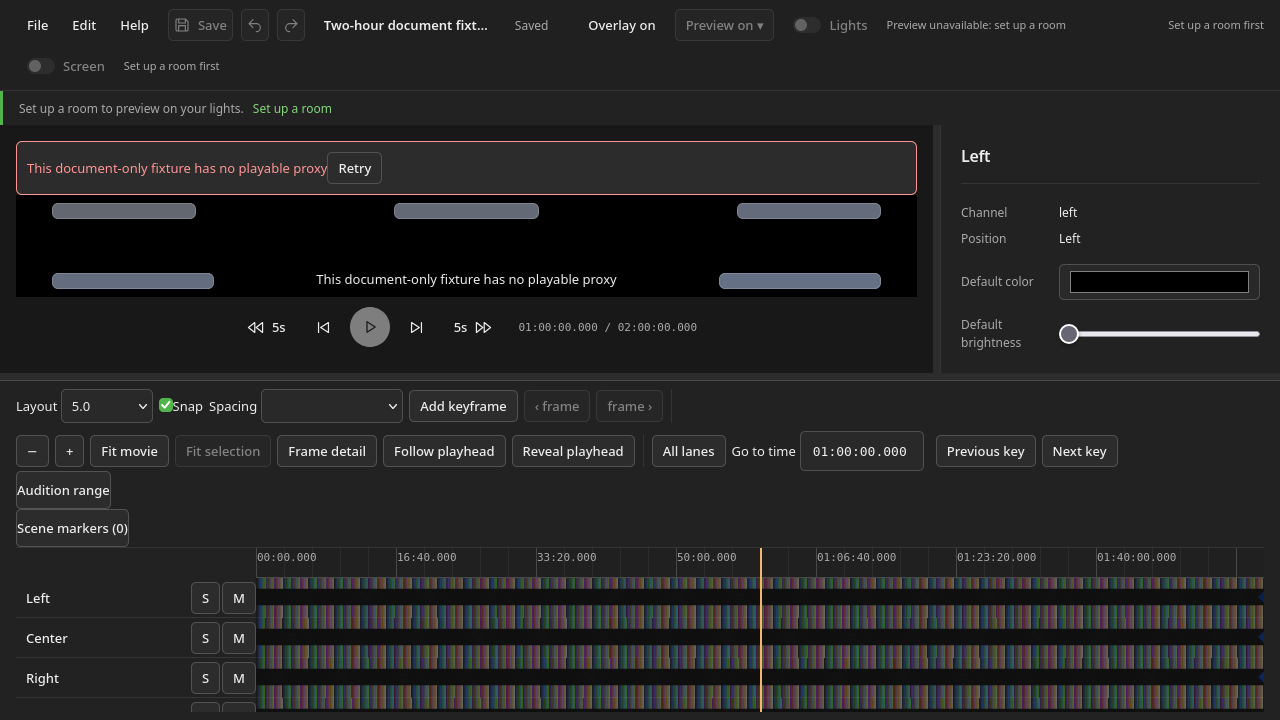 File Edit Help Save Two-hour document fixt... Saved Overlay on Preview on ▾ Lights Preview unavailable: set up a room Set up a room first
Screen Set up a room first
Set up a room to preview on your lights. Set up a room
This document-only fixture has no playable proxy Retry
This document-only fixture has no playable proxy
5s 5s 01:00:00.000 / 02:00:00.000
Left
Channel left
Position Left
Default color
Default
brightness
Layout 5.0 Snap Spacing Add keyframe ‹ frame frame ›
− + Fit movie Fit selection Frame detail Follow playhead Reveal playhead All lanes Go to time 01:00:00.000 Previous key Next key
Audition range
Scene markers (0)
00:00.000 16:40.000 33:20.000 50:00.000 01:06:40.000 01:23:20.000 01:40:00.000
Left S M
Center S M
Right S M